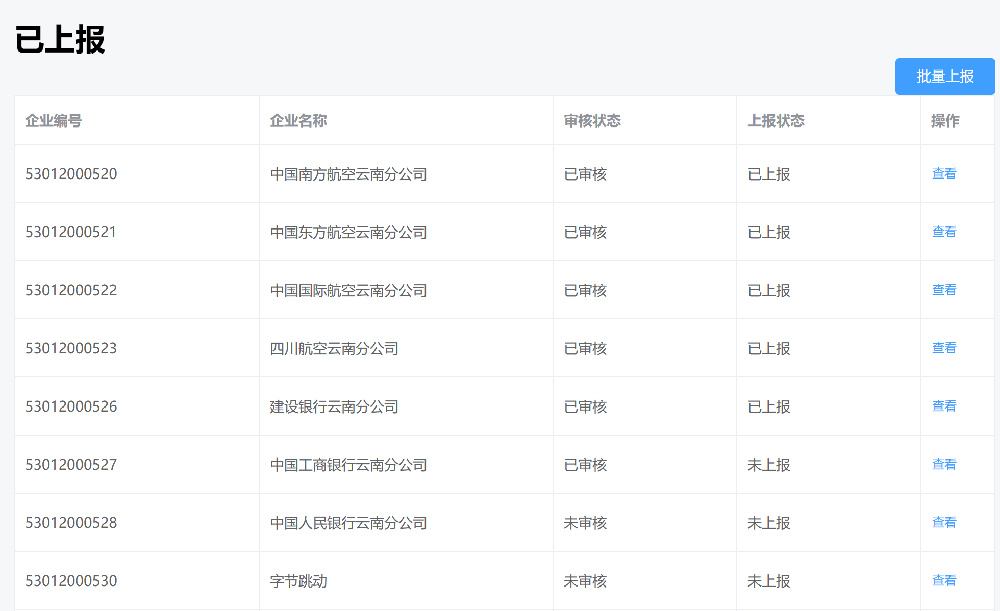 已上报
批量上报
企业编号 企业名称 审核状态 上报状态 操作
53012000520 中国南方航空云南分公司 已审核 已上报 查看
53012000521 中国东方航空云南分公司 已审核 已上报 查看
53012000522 中国国际航空云南分公司 已审核 已上报 查看
53012000523 四川航空云南分公司 已审核 已上报 查看
53012000526 建设银行云南分公司 已审核 已上报 查看
53012000527 中国工商银行云南分公司 已审核 未上报 查看
53012000528 中国人民银行云南分公司 未审核 未上报 查看
53012000530 字节跳动 未审核 未上报 查看